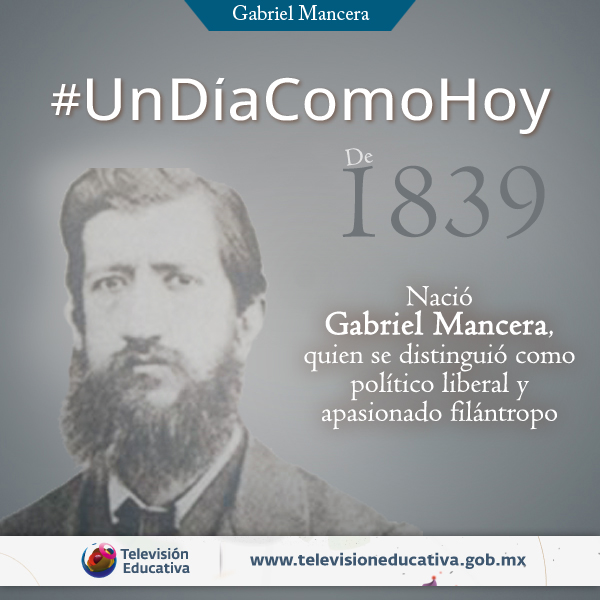 Gabriel Mancera
#UnDíaComoHoy
De
1839
Nació
Gabriel Mancera,
quien se distinguió como
político liberal y
apasionado filántropo
Televisión
Educativa
www.televisioneducativa.gob.mx